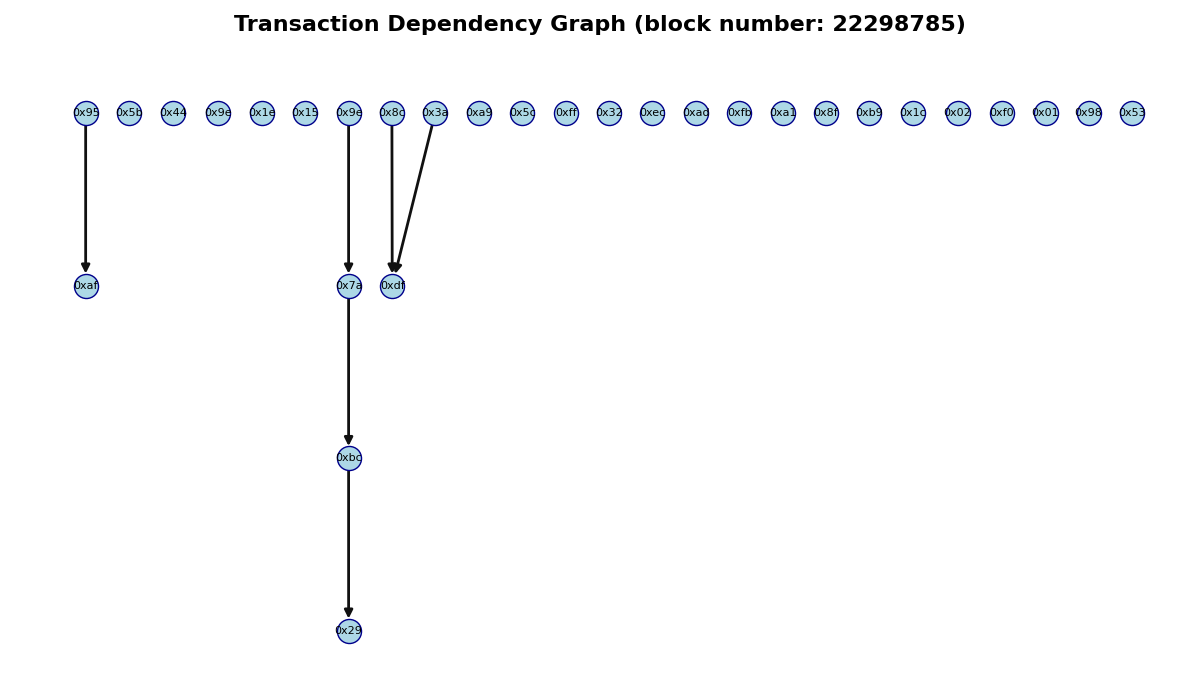 Transaction Dependency Graph (block number: 22298785)
0x95 0x5b 0x44 0x9e 0x1e 0x15 0x9e 0x8c 0x3a 0xa9 0x5c 0xff 0x32 0xec 0xad 0xfb 0xa1 0x8f 0xb9 0x1c 0x02 0xf0 0x01 0x98 0x53
0xaf 0x7a 0xdf
0xbc
0x29